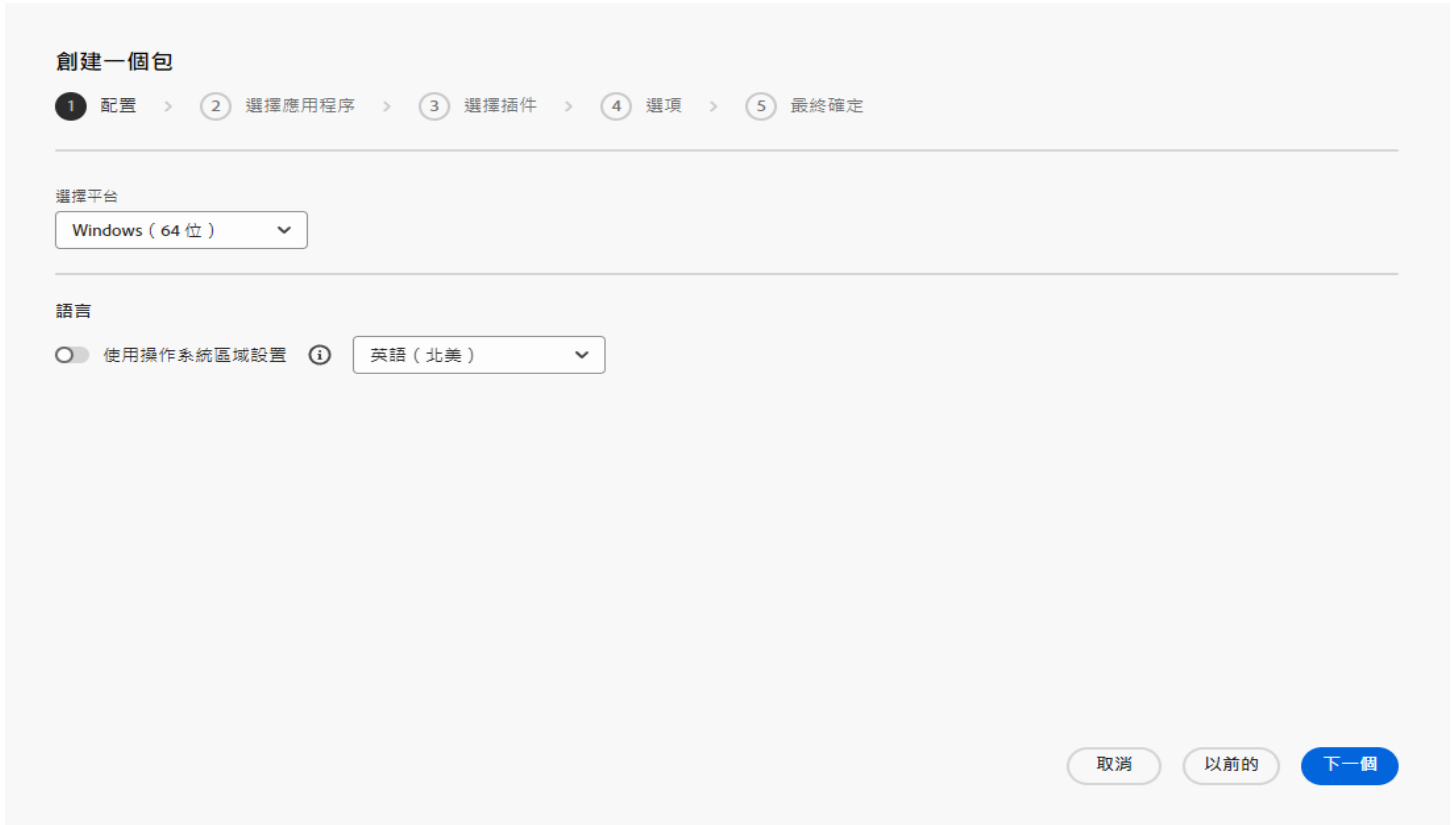 創建一個包
1 配置 > 2 選擇應用程序 > 3 選擇插件 > 4 選項 > 5 最終確定
選擇平台
Windows（64 位）
語言
使用操作系統區域設置 英語（北美）
取消 以前的 下一個